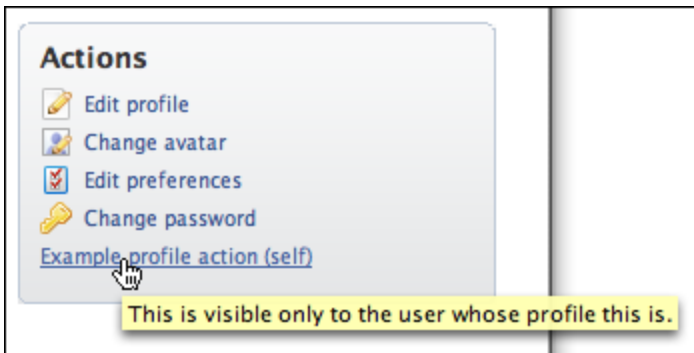 Actions
Edit profile
Change avatar
Edit preferences
Change password
Example profile action (self)
This is visible only to the user whose profile this is.